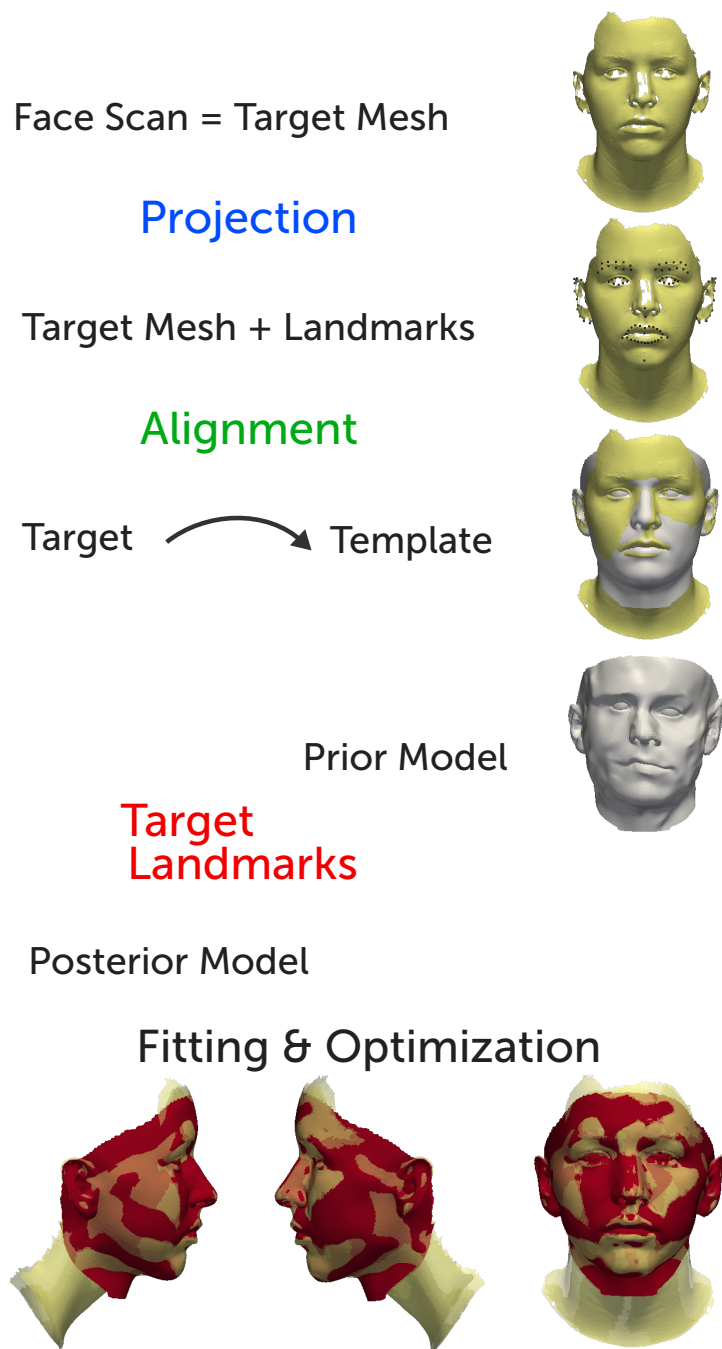 Face Scan = Target Mesh
Projection
Target Mesh + Landmarks
Alignment
Target Template
Prior Model
Target
Landmarks
Posterior Model
Fitting & Optimization